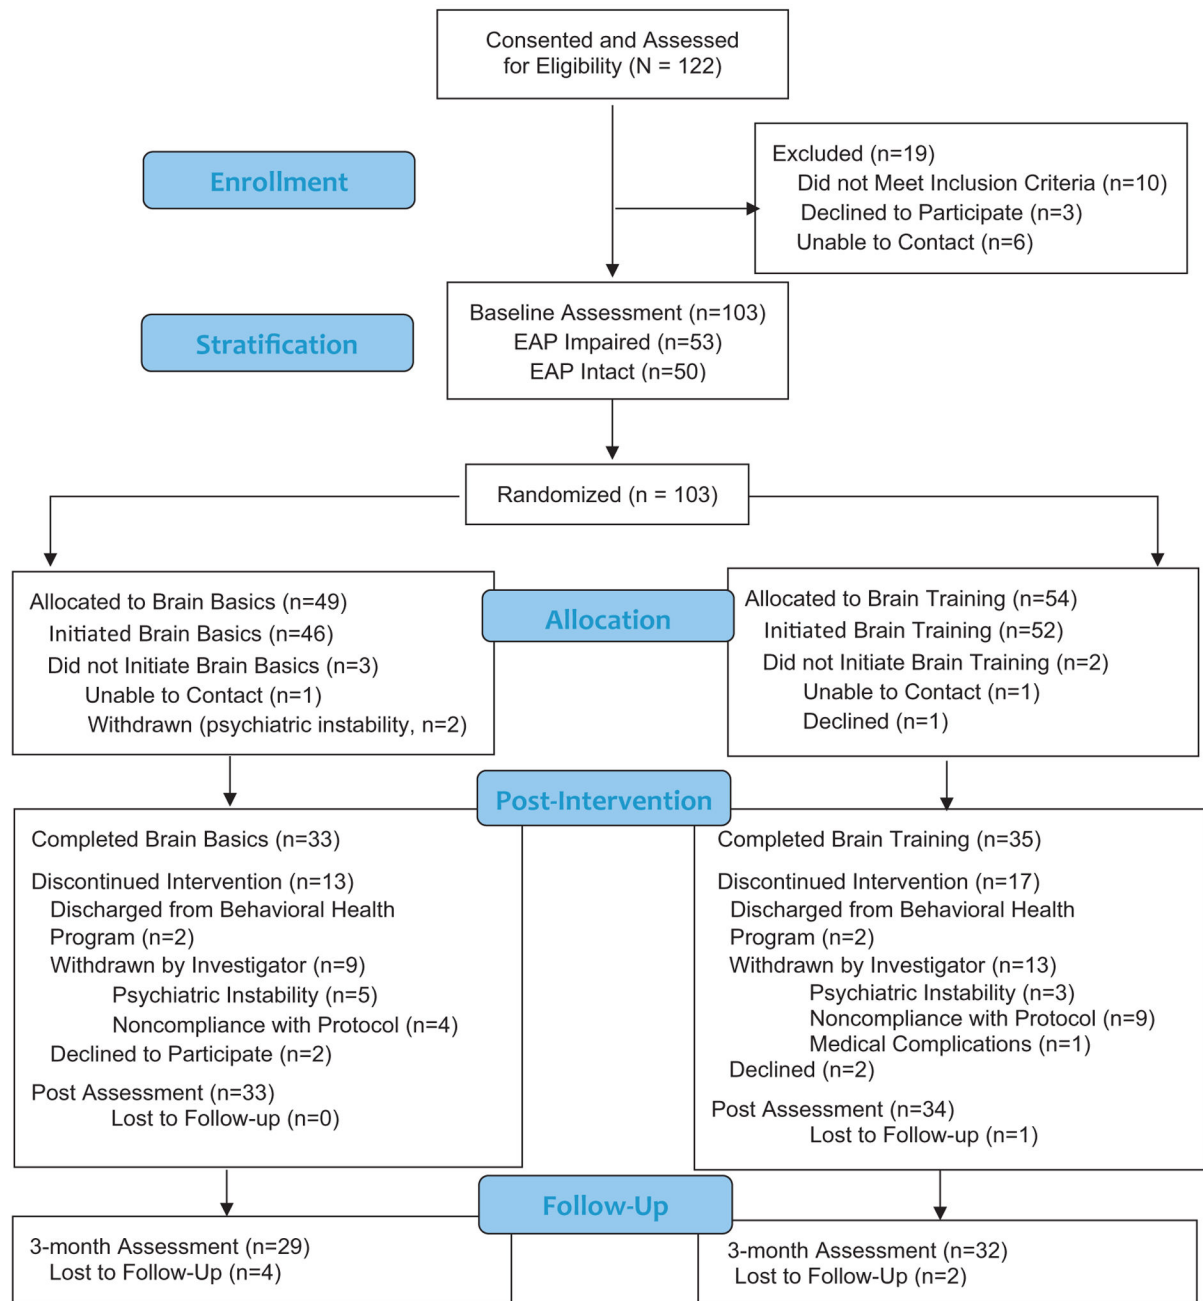 Consented and Assessed
for Eligibility (N = 122)
Enrollment
Excluded (n=19)
Did not Meet Inclusion Criteria (n=10)
Declined to Participate (n=3)
Unable to Contact (n=6)
Stratification
Baseline Assessment (n=103)
EAP Impaired (n=53)
EAP Intact (n=50)
Randomized (n = 103)
Allocated to Brain Basics (n=49)
Initiated Brain Basics (n=46)
Did not Initiate Brain Basics (n=3)
Unable to Contact (n=1)
Withdrawn (psychiatric instability, n=2)
Allocation
Allocated to Brain Training (n=54)
Initiated Brain Training (n=52)
Did not Initiate Brain Training (n=2)
Unable to Contact (n=1)
Declined (n=1)
Post-Intervention
Completed Brain Basics (n=33)
Discontinued Intervention (n=13)
Discharged from Behavioral Health
Program (n=2)
Withdrawn by Investigator (n=9)
Psychiatric Instability (n=5)
Noncompliance with Protocol (n=4)
Declined to Participate (n=2)
Post Assessment (n=33)
Lost to Follow-up (n=0)
Completed Brain Training (n=35)
Discontinued Intervention (n=17)
Discharged from Behavioral Health
Program (n=2)
Withdrawn by Investigator (n=13)
Psychiatric Instability (n=3)
Noncompliance with Protocol (n=9)
Medical Complications (n=1)
Declined (n=2)
Post Assessment (n=34)
Lost to Follow-up (n=1)
Follow-Up
3-month Assessment (n=29)
Lost to Follow-Up (n=4)
3-month Assessment (n=32)
Lost to Follow-Up (n=2)